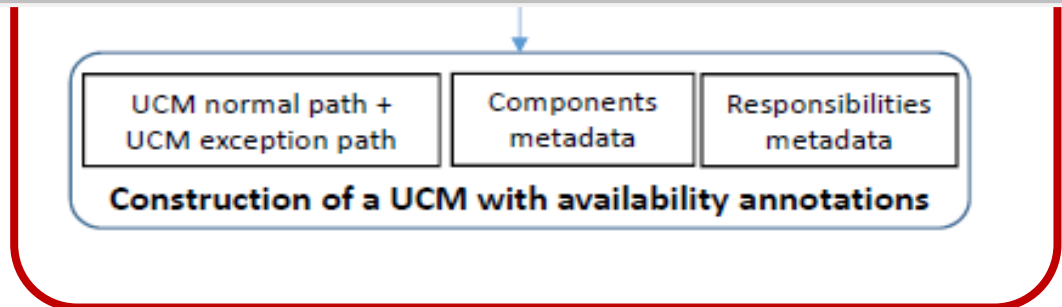 UCM normal path +
UCM exception path
Components
metadata
Responsibilities
metadata
Construction of a UCM with availability annotations